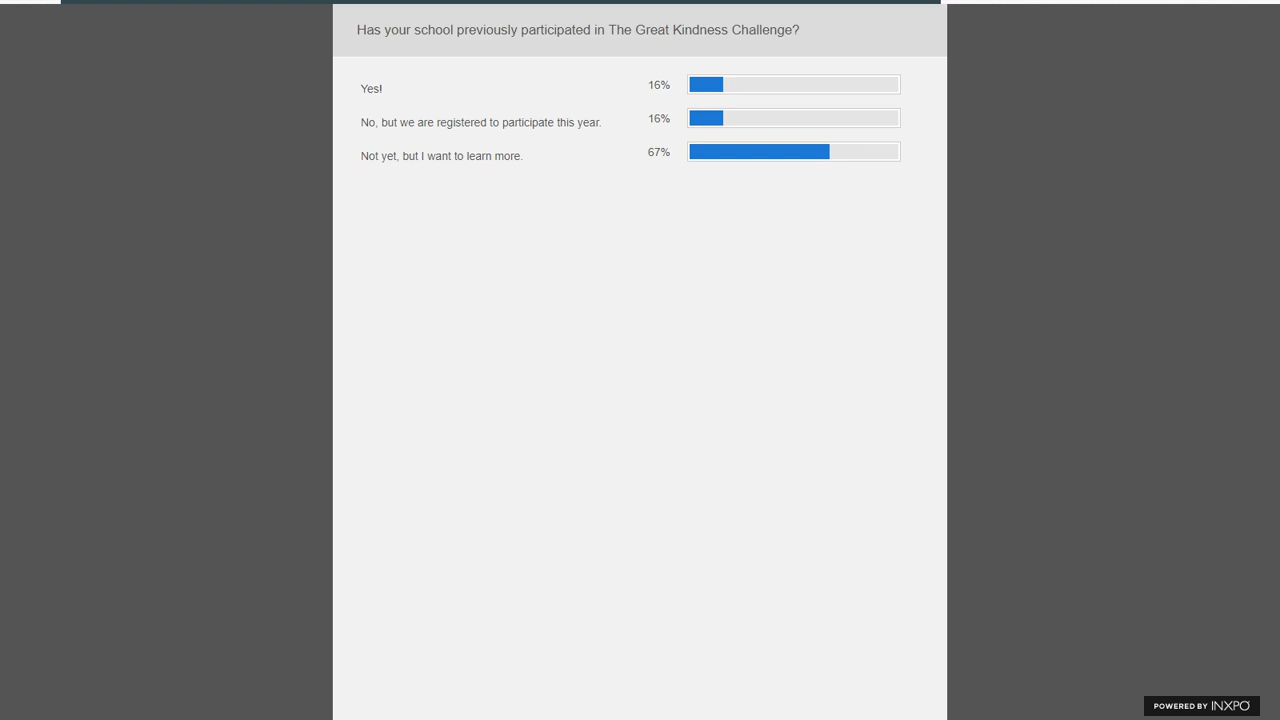 Has your school previously participated in The Great Kindness Challenge?
Yes! 16%
No, but we are registered to participate this year. 16%
Not yet, but I want to learn more. 67%
POWERED BY INXPO